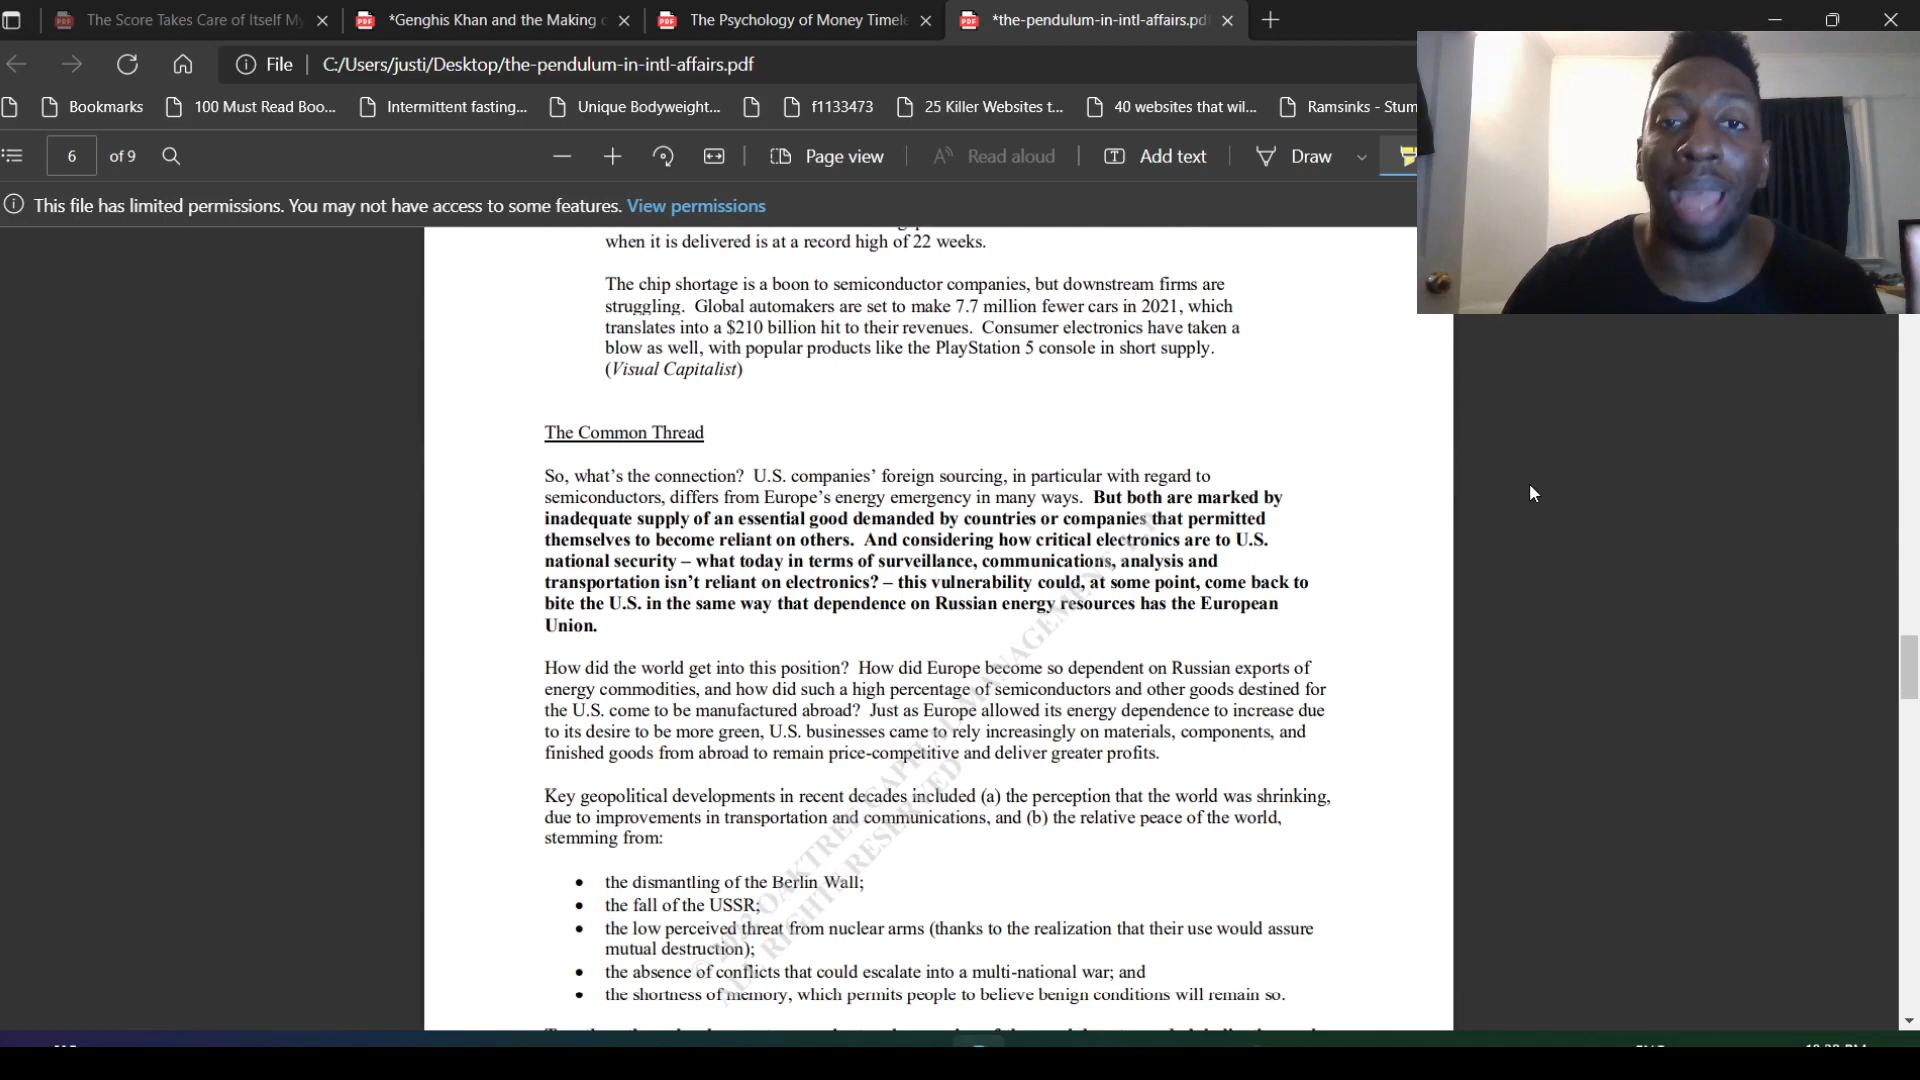 The Score Takes Care of Itself My
*Genghis Khan and the Making o
The Psychology of Money Timele
*the-pendulum-in-intl-affairs.pd
File
C:/Users/justi/Desktop/the-pendulum-in-intl-affairs.pdf
Bookmarks
100 Must Read Boo...
Intermittent fasting...
Unique Bodyweight...
f1133473
25 Killer Websites t...
40 websites that wil...
Ramsinks - Stum
6 of 9
Page view
Read aloud
Add text
Draw
This file has limited permissions. You may not have access to some features. View permissions
when it is delivered is at a record high of 22 weeks.
The chip shortage is a boon to semiconductor companies, but downstream firms are
struggling. Global automakers are set to make 7.7 million fewer cars in 2021, which
translates into a $210 billion hit to their revenues. Consumer electronics have taken a
blow as well, with popular products like the PlayStation 5 console in short supply.
(Visual Capitalist)
The Common Thread
So, what's the connection? U.S. companies' foreign sourcing, in particular with regard to
semiconductors, differs from Europe's energy emergency in many ways. But both are marked by
inadequate supply of an essential good demanded by countries or companies that permitted
themselves to become reliant on others. And considering how critical electronics are to U.S.
national security – what today in terms of surveillance, communications, analysis and
transportation isn't reliant on electronics? – this vulnerability could, at some point, come back to
bite the U.S. in the same way that dependence on Russian energy resources has the European
Union.
How did the world get into this position? How did Europe become so dependent on Russian exports of
energy commodities, and how did such a high percentage of semiconductors and other goods destined for
the U.S. come to be manufactured abroad? Just as Europe allowed its energy dependence to increase due
to its desire to be more green, U.S. businesses came to rely increasingly on materials, components, and
finished goods from abroad to remain price-competitive and deliver greater profits.
Key geopolitical developments in recent decades included (a) the perception that the world was shrinking,
due to improvements in transportation and communications, and (b) the relative peace of the world,
stemming from:
• the dismantling of the Berlin Wall;
• the fall of the USSR;
• the low perceived threat from nuclear arms (thanks to the realization that their use would assure
mutual destruction);
• the absence of conflicts that could escalate into a multi-national war; and
• the shortness of memory, which permits people to believe benign conditions will remain so.
OAKTREE CAPITAL MANAGEMENT
ALL RIGHTS RESERVED